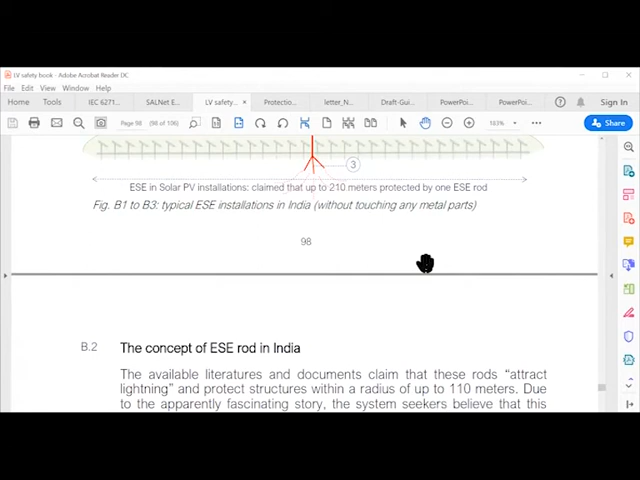 LV safety book - Adobe Acrobat Reader DC
File Edit View Window Help
Home Tools IEC 6271... SALNet E... LV safety... × Protectio... letter_N... Draft-Gui... PowerPoi... PowerPoi... Sign In
Page 98 (98 of 106) 183% Share
3
ESE in Solar PV installations: claimed that up to 210 meters protected by one ESE rod
Fig. B1 to B3: typical ESE installations in India (without touching any metal parts)
98
B.2 The concept of ESE rod in India
The available literatures and documents claim that these rods “attract
lightning” and protect structures within a radius of up to 110 meters. Due
to the apparently fascinating story, the system seekers believe that this